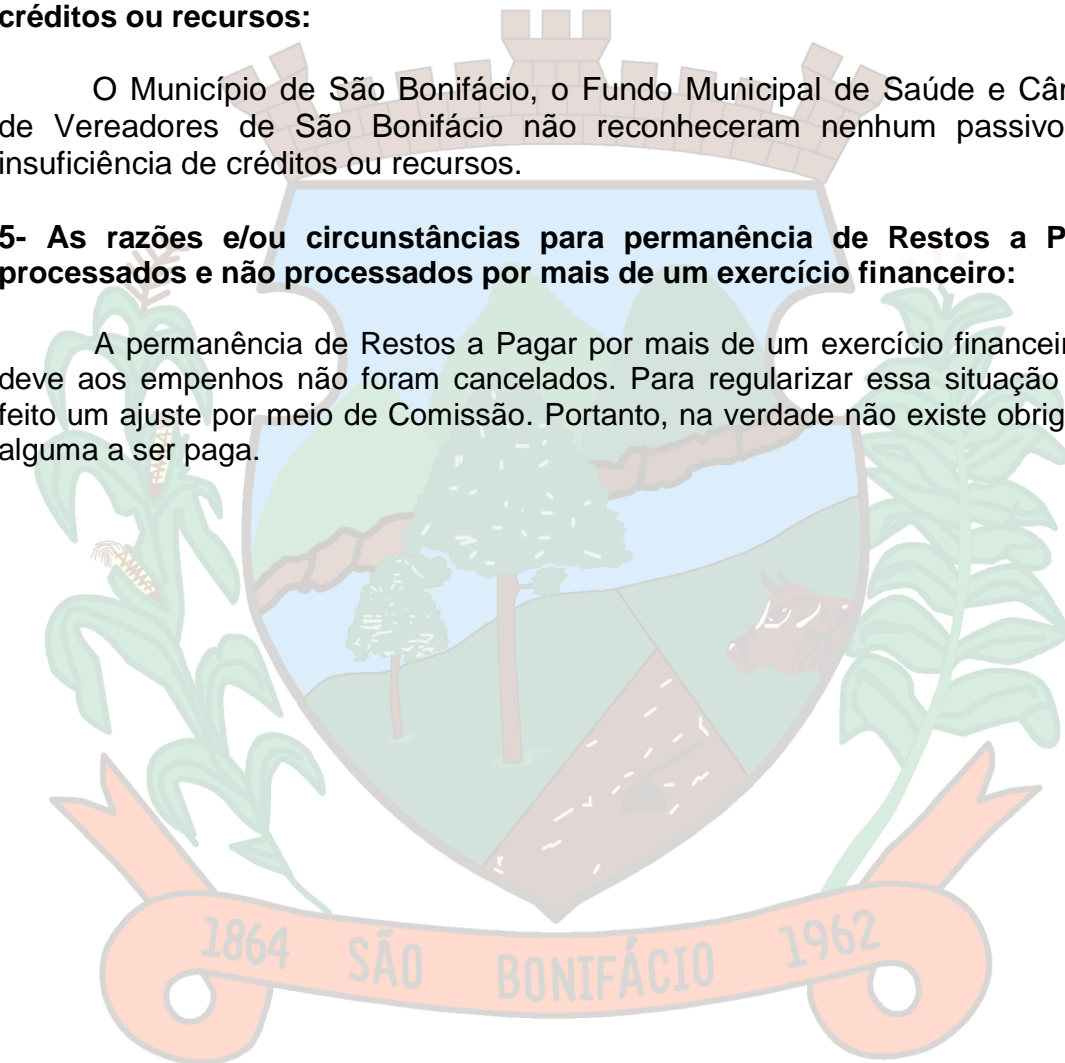 créditos ou recursos:
O Município de São Bonifácio, o Fundo Municipal de Saúde e
de Vereadores de São Bonifácio não reconheceram nenhum passivo
insuficiência de créditos ou recursos.
5- As razões e/ou circunstâncias para permanência de Restos a
processados e não processados por mais de um exercício financeiro:
A permanência de Restos a Pagar por mais de um exercício
deve aos empenhos não foram cancelados. Para regularizar essa situação
feito um ajuste por meio de Comissão. Portanto, na verdade não existe
alguma a ser paga.
1864 SÃO BONIFÁCIO 1962